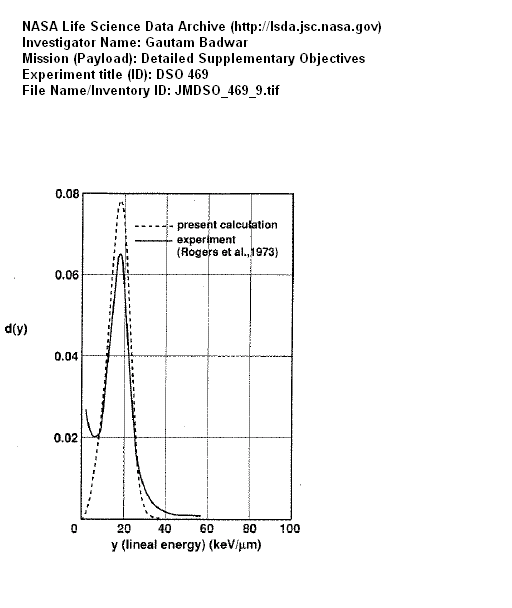 NASA Life Science Data Archive (http://lsda.jsc.nasa.gov)
Investigator Name: Gautam Badwar
Mission (Payload): Detailed Supplementary Objectives
Experiment title (ID): DSO 469
File Name/Inventory ID: JMDSO_469_9.tif
0.08
present calculation
experiment
(Rogers et al.,1973)
0.06
d(y)
0.04
0.02
0 20 40 60 80 100
y (lineal energy) (keV/μm)